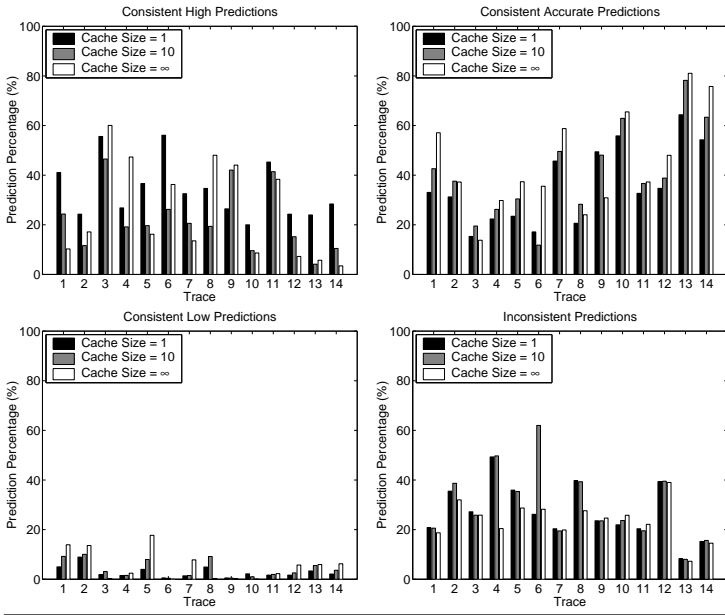 Consistent High Predictions
Prediction Percentage (%)
100
80
60
40
20
0
Cache Size = 1
Cache Size = 10
Cache Size = ∞
1 2 3 4 5 6 7 8 9 10 11 12 13 14
Trace
Consistent Accurate Predictions
Prediction Percentage (%)
100
80
60
40
20
0
Cache Size = 1
Cache Size = 10
Cache Size = ∞
1 2 3 4 5 6 7 8 9 10 11 12 13 14
Trace
Consistent Low Predictions
Prediction Percentage (%)
100
80
60
40
20
0
Cache Size = 1
Cache Size = 10
Cache Size = ∞
1 2 3 4 5 6 7 8 9 10 11 12 13 14
Trace
Inconsistent Predictions
Prediction Percentage (%)
100
80
60
40
20
0
Cache Size = 1
Cache Size = 10
Cache Size = ∞
1 2 3 4 5 6 7 8 9 10 11 12 13 14
Trace